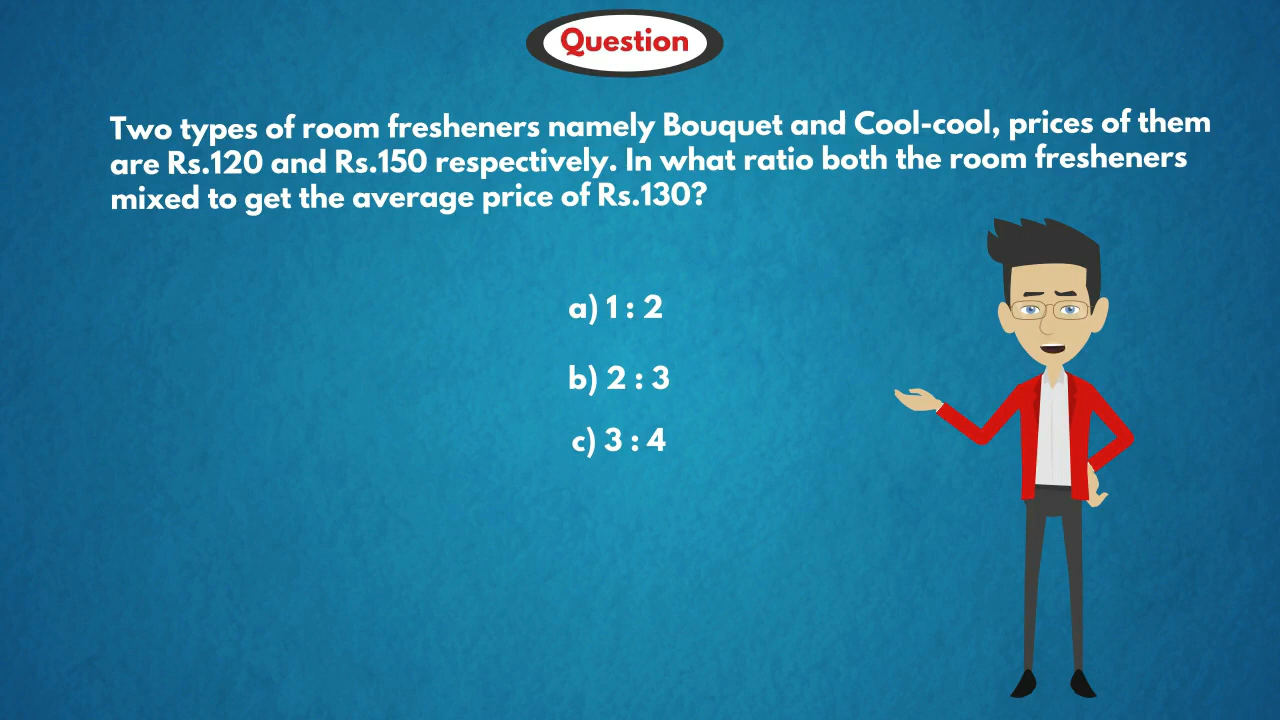 Question
Two types of room fresheners namely Bouquet and Cool-cool, prices of them
are Rs.120 and Rs.150 respectively. In what ratio both the room fresheners
mixed to get the average price of Rs.130?
a) 1 : 2
b) 2 : 3
c) 3 : 4